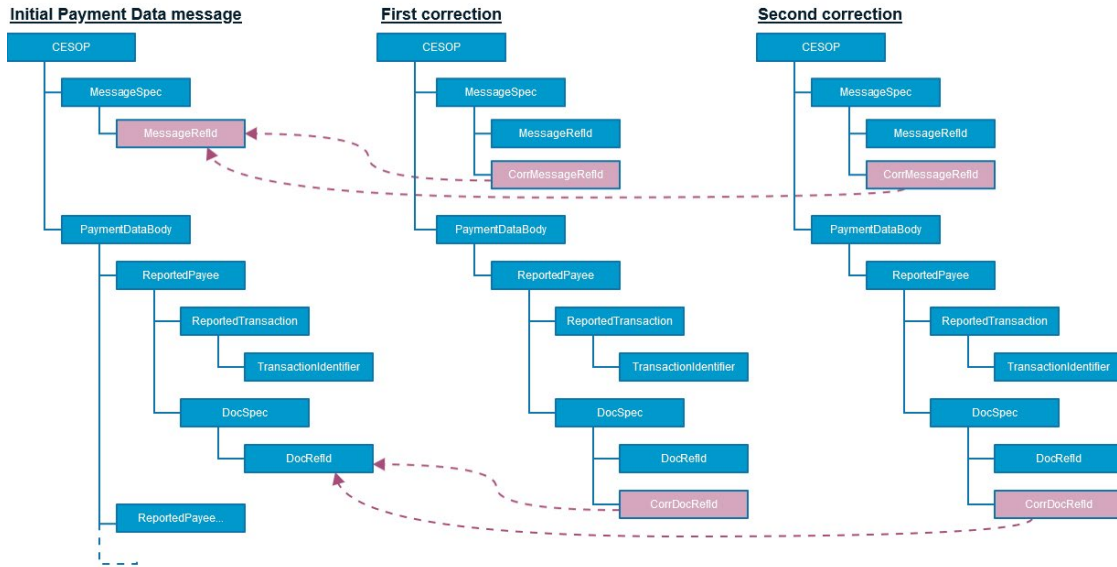 Initial Payment Data message
CESOP
MessageSpec
MessageRefId
PaymentDataBody
ReportedPayee
ReportedTransaction
TransactionIdentifier
DocSpec
DocRefId
ReportedPayee...
First correction
CESOP
MessageSpec
MessageRefId
CorrMessageRefId
PaymentDataBody
ReportedPayee
ReportedTransaction
TransactionIdentifier
DocSpec
DocRefId
CorrDocRefId
Second correction
CESOP
MessageSpec
MessageRefId
CorrMessageRefId
PaymentDataBody
ReportedPayee
ReportedTransaction
TransactionIdentifier
DocSpec
DocRefId
CorrDocRefId